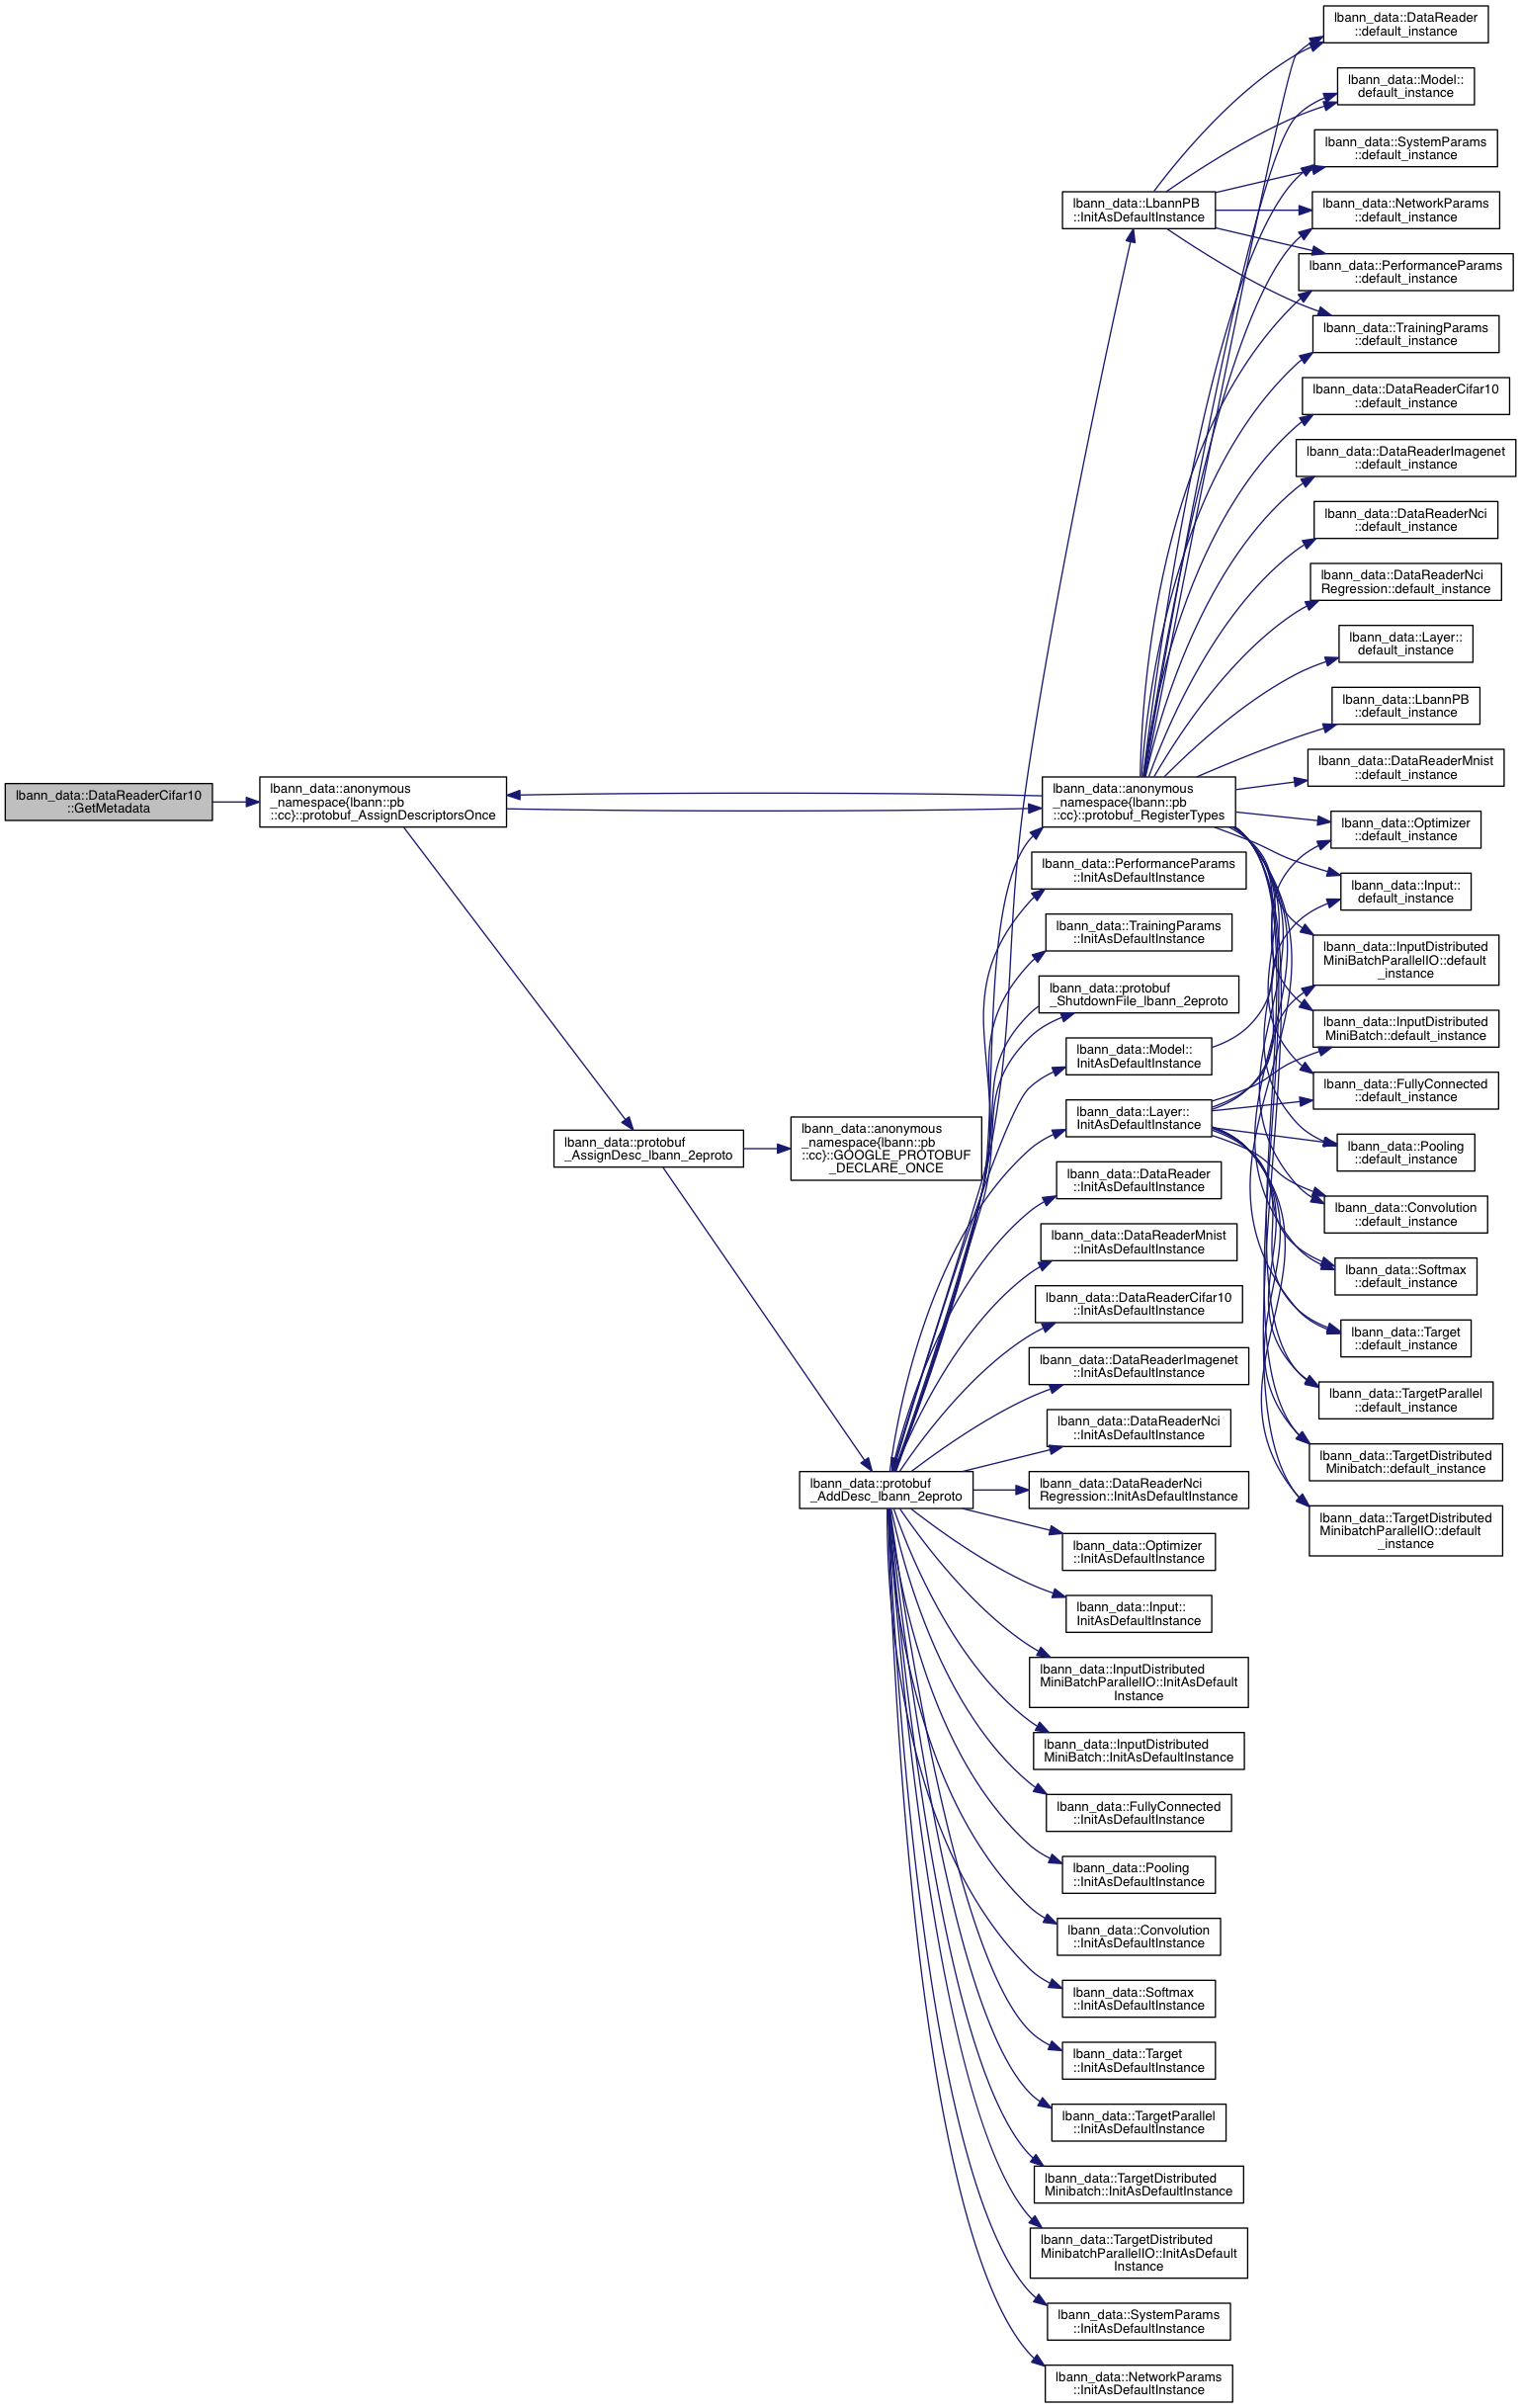 lbann_data::DataReaderCifar10
::GetMetadata
lbann_data::anonymous
_namespace{lbann::pb
::cc}::protobuf_AssignDescriptorsOnce
lbann_data::protobuf
_AssignDesc_lbann_2eproto
lbann_data::anonymous
_namespace{lbann::pb
::cc}::GOOGLE_PROTOBUF
_DECLARE_ONCE
lbann_data::protobuf
_AddDesc_lbann_2eproto
lbann_data::LbannPB
::InitAsDefaultInstance
lbann_data::anonymous
_namespace{lbann::pb
::cc}::protobuf_RegisterTypes
lbann_data::PerformanceParams
::InitAsDefaultInstance
lbann_data::TrainingParams
::InitAsDefaultInstance
lbann_data::protobuf
_ShutdownFile_lbann_2eproto
lbann_data::Model::
InitAsDefaultInstance
lbann_data::Layer::
InitAsDefaultInstance
lbann_data::DataReader
::InitAsDefaultInstance
lbann_data::DataReaderMnist
::InitAsDefaultInstance
lbann_data::DataReaderCifar10
::InitAsDefaultInstance
lbann_data::DataReaderImagenet
::InitAsDefaultInstance
lbann_data::DataReaderNci
::InitAsDefaultInstance
lbann_data::DataReaderNci
Regression::InitAsDefaultInstance
lbann_data::Optimizer
::InitAsDefaultInstance
lbann_data::Input::
InitAsDefaultInstance
lbann_data::InputDistributed
MiniBatchParallelIO::InitAsDefault
Instance
lbann_data::InputDistributed
MiniBatch::InitAsDefaultInstance
lbann_data::FullyConnected
::InitAsDefaultInstance
lbann_data::Pooling
::InitAsDefaultInstance
lbann_data::Convolution
::InitAsDefaultInstance
lbann_data::Softmax
::InitAsDefaultInstance
lbann_data::Target
::InitAsDefaultInstance
lbann_data::TargetParallel
::InitAsDefaultInstance
lbann_data::TargetDistributed
Minibatch::InitAsDefaultInstance
lbann_data::TargetDistributed
MinibatchParallelIO::InitAsDefault
Instance
lbann_data::SystemParams
::InitAsDefaultInstance
lbann_data::NetworkParams
::InitAsDefaultInstance
lbann_data::DataReader
::default_instance
lbann_data::Model::
default_instance
lbann_data::SystemParams
::default_instance
lbann_data::NetworkParams
::default_instance
lbann_data::PerformanceParams
::default_instance
lbann_data::TrainingParams
::default_instance
lbann_data::DataReaderCifar10
::default_instance
lbann_data::DataReaderImagenet
::default_instance
lbann_data::DataReaderNci
::default_instance
lbann_data::DataReaderNci
Regression::default_instance
lbann_data::Layer::
default_instance
lbann_data::LbannPB
::default_instance
lbann_data::DataReaderMnist
::default_instance
lbann_data::Optimizer
::default_instance
lbann_data::Input::
default_instance
lbann_data::InputDistributed
MiniBatchParallelIO::default
_instance
lbann_data::InputDistributed
MiniBatch::default_instance
lbann_data::FullyConnected
::default_instance
lbann_data::Pooling
::default_instance
lbann_data::Convolution
::default_instance
lbann_data::Softmax
::default_instance
lbann_data::Target
::default_instance
lbann_data::TargetParallel
::default_instance
lbann_data::TargetDistributed
Minibatch::default_instance
lbann_data::TargetDistributed
MinibatchParallelIO::default
_instance